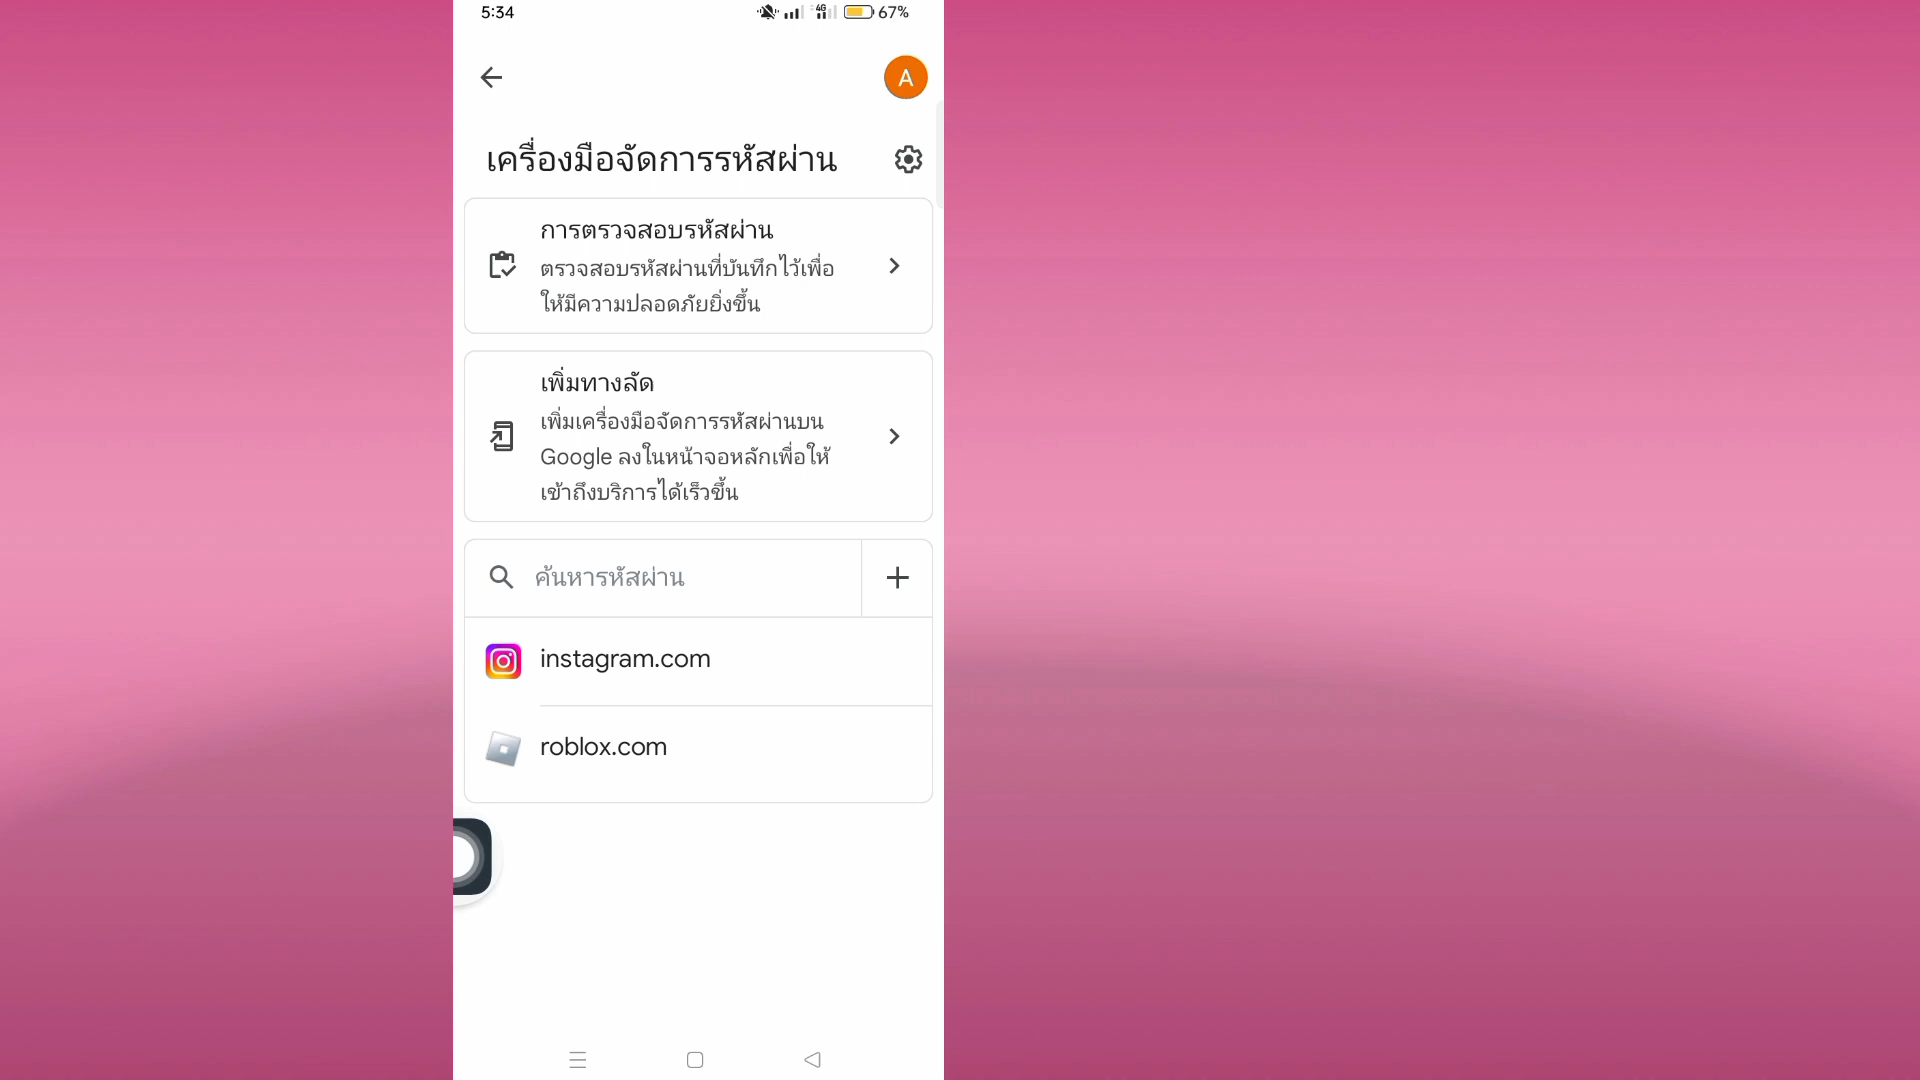 5:34
4G
67%
A
เครื่องมือจัดการรหัสผ่าน
การตรวจสอบรหัสผ่าน
ตรวจสอบรหัสผ่านที่บันทึกไว้เพื่อ
ให้มีความปลอดภัยยิ่งขึ้น
เพิ่มทางลัด
เพิ่มเครื่องมือจัดการรหัสผ่านบน
Google ลงในหน้าจอหลักเพื่อให้
เข้าถึงบริการได้เร็วขึ้น
ค้นหารหัสผ่าน
instagram.com
roblox.com